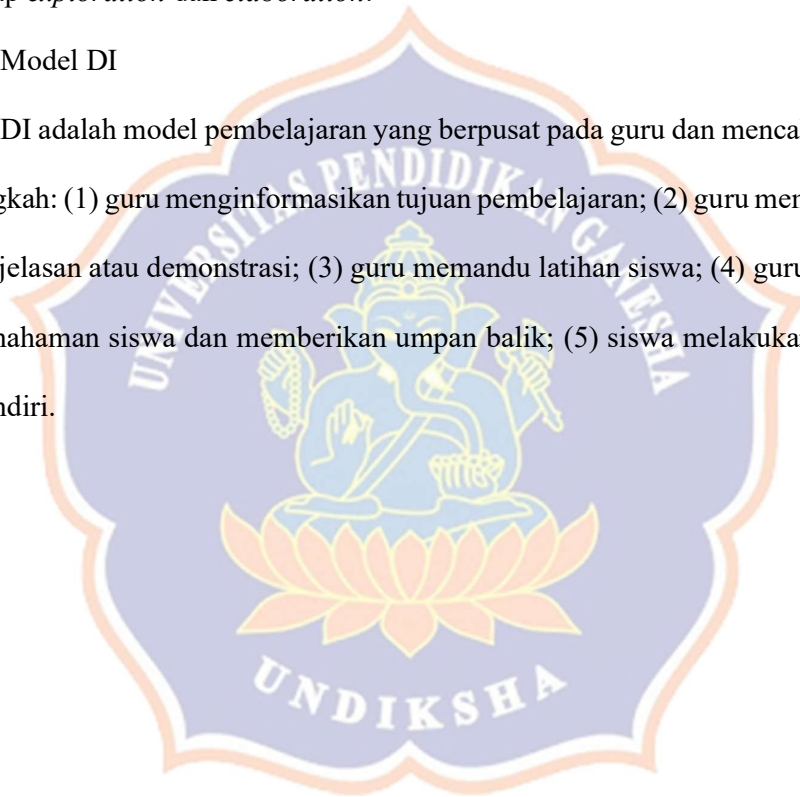 exploration dan elaboration.
Model DI
DI adalah model pembelajaran yang berpusat pada guru dan menca
gkah: (1) guru menginformasikan tujuan pembelajaran; (2) guru mem
jelasan atau demonstrasi; (3) guru memandu latihan siswa; (4) guru
nahaman siswa dan memberikan umpan balik; (5) siswa melakukan
ndiri.
UNIVERSITAS PENDIDIKAN GANESHA
UNDIKSHA